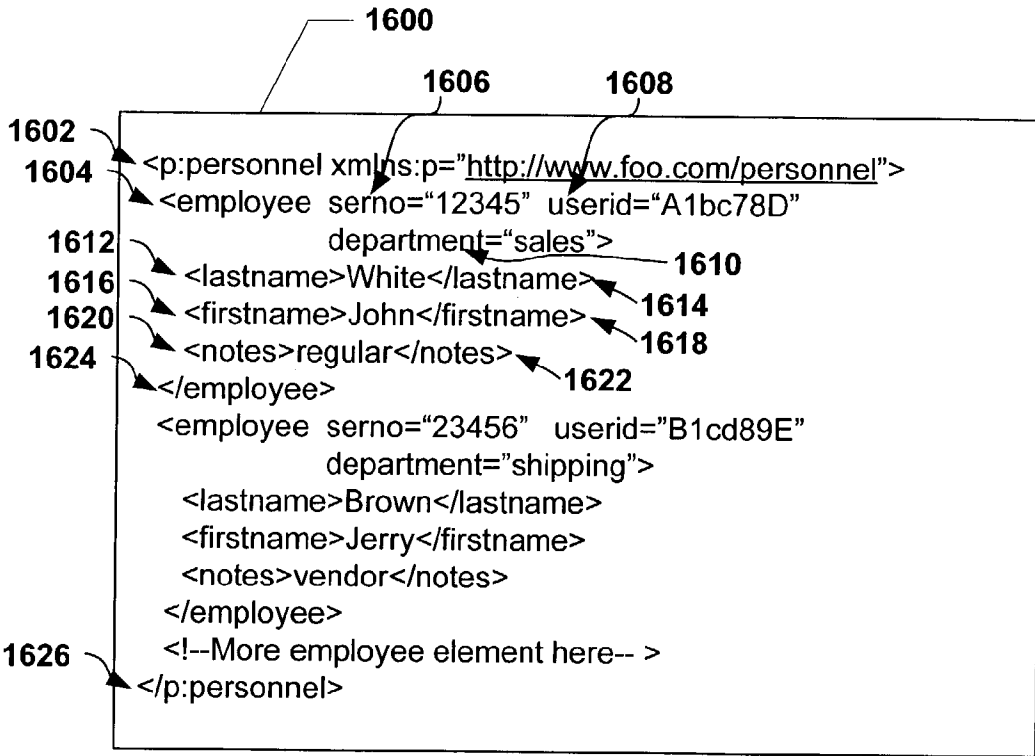 1600
1606 1608
1602
<p:personnel xmlns:p="http://www.foo.com/personnel">
1604
<employee serno="12345" userid="A1bc78D"
department="sales">
1610
1612
<lastname>White</lastname>
1614
1616
<firstname>John</firstname>
1618
1620
<notes>regular</notes>
1622
1624
</employee>
<employee serno="23456" userid="B1cd89E"
department="shipping">
<lastname>Brown</lastname>
<firstname>Jerry</firstname>
<notes>vendor</notes>
</employee>
<!--More employee element here-- >
1626
</p:personnel>